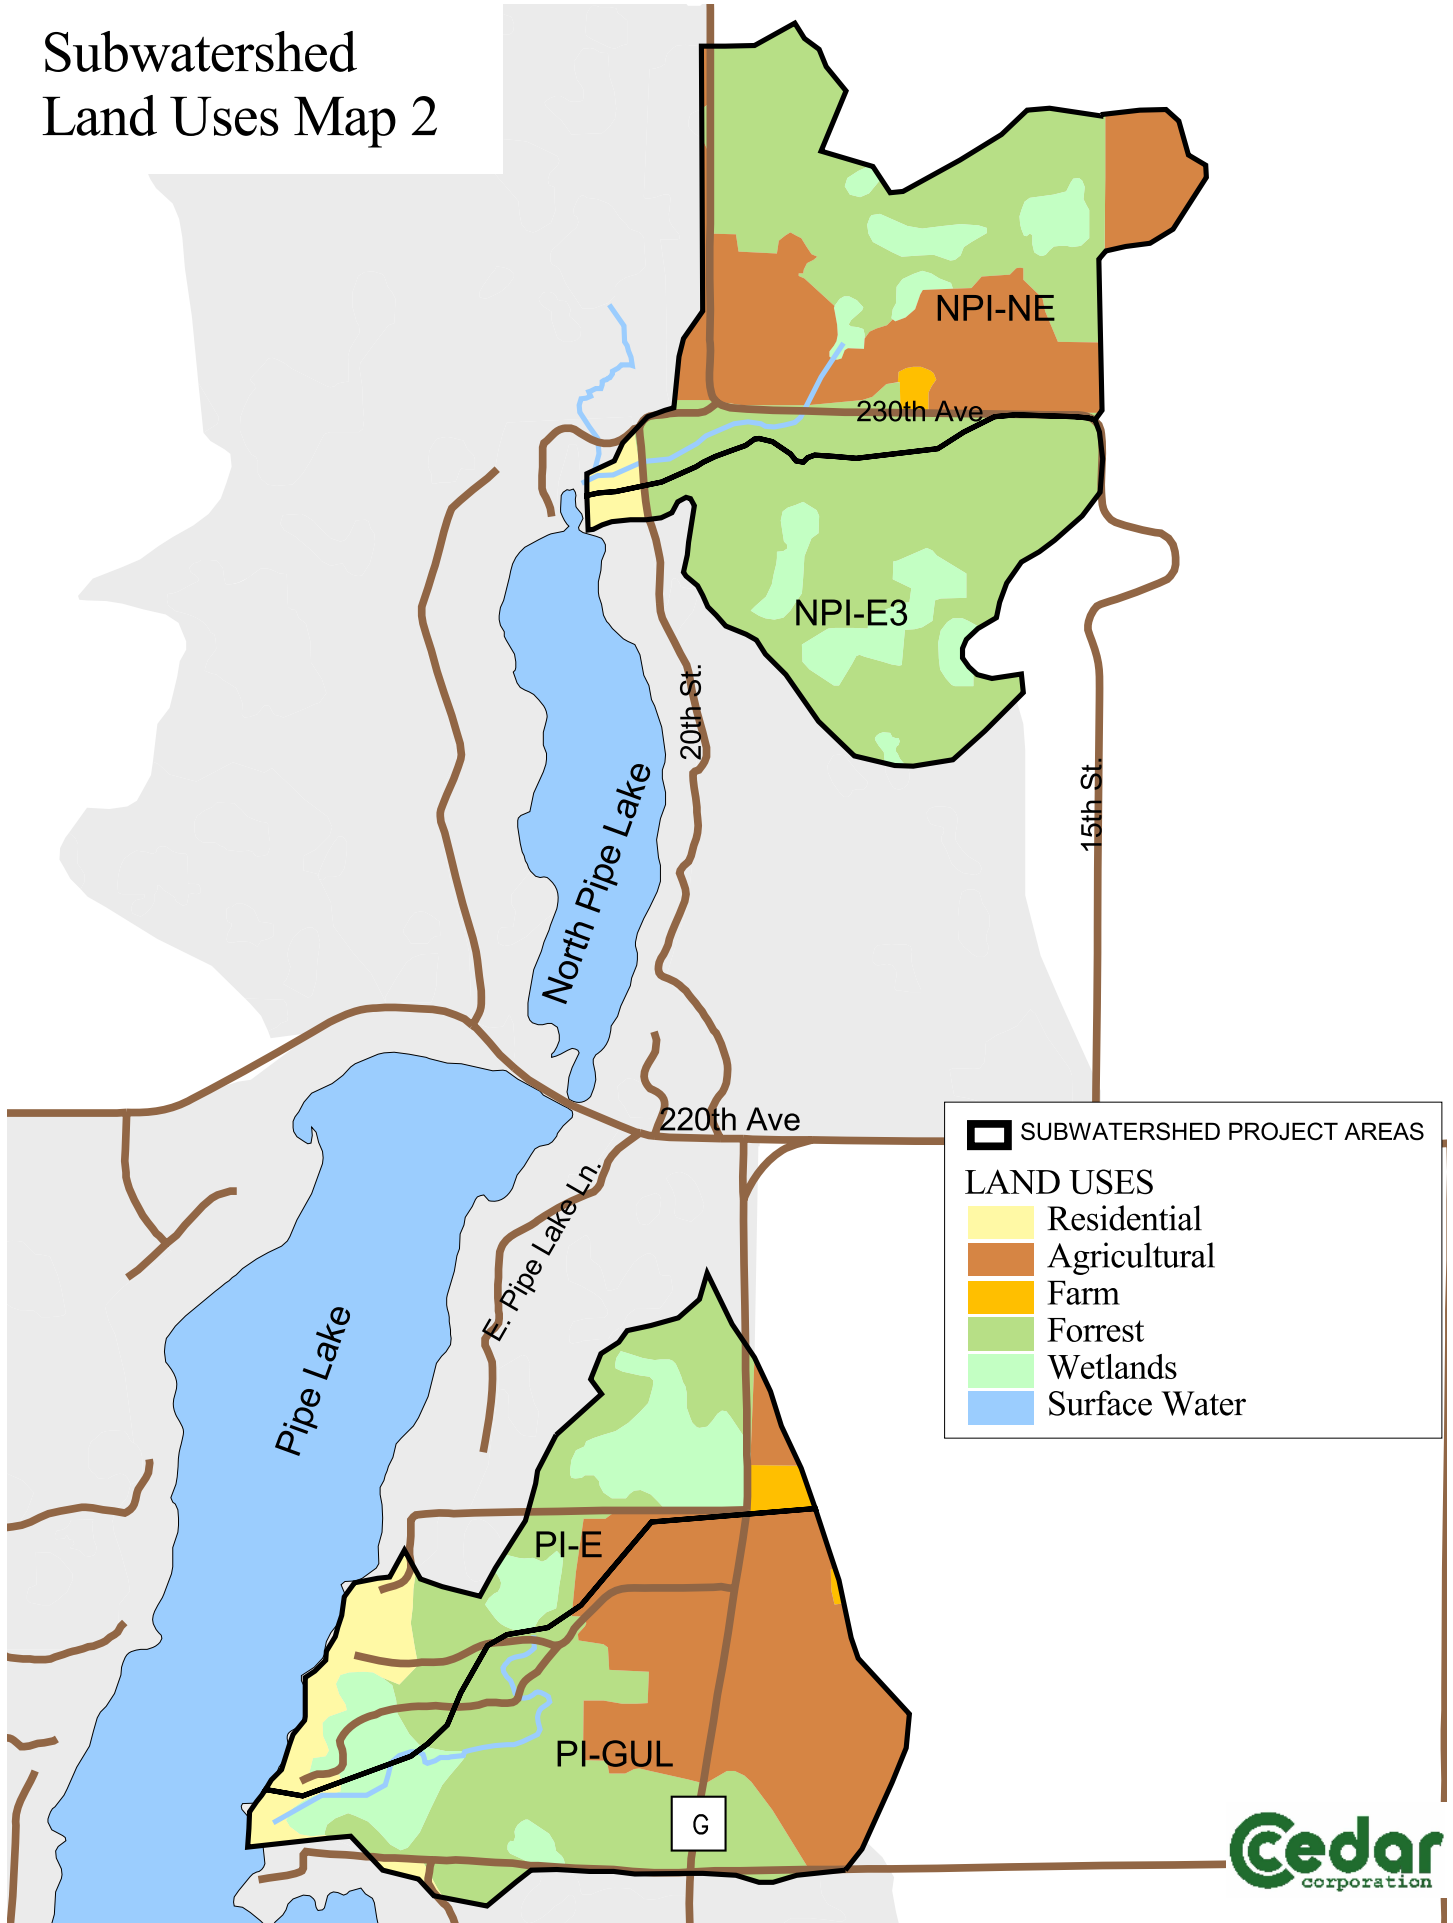 Subwatershed
Land Uses Map 2
NPI-NE
230th Ave
NPI-E3
20th St.
15th St.
North Pipe Lake
220th Ave
E. Pipe Lake Ln.
Pipe Lake
SUBWATERSHED PROJECT AREAS
LAND USES
Residential
Agricultural
Farm
Forrest
Wetlands
Surface Water
PI-E
PI-GUL
G
Cedar
corporation